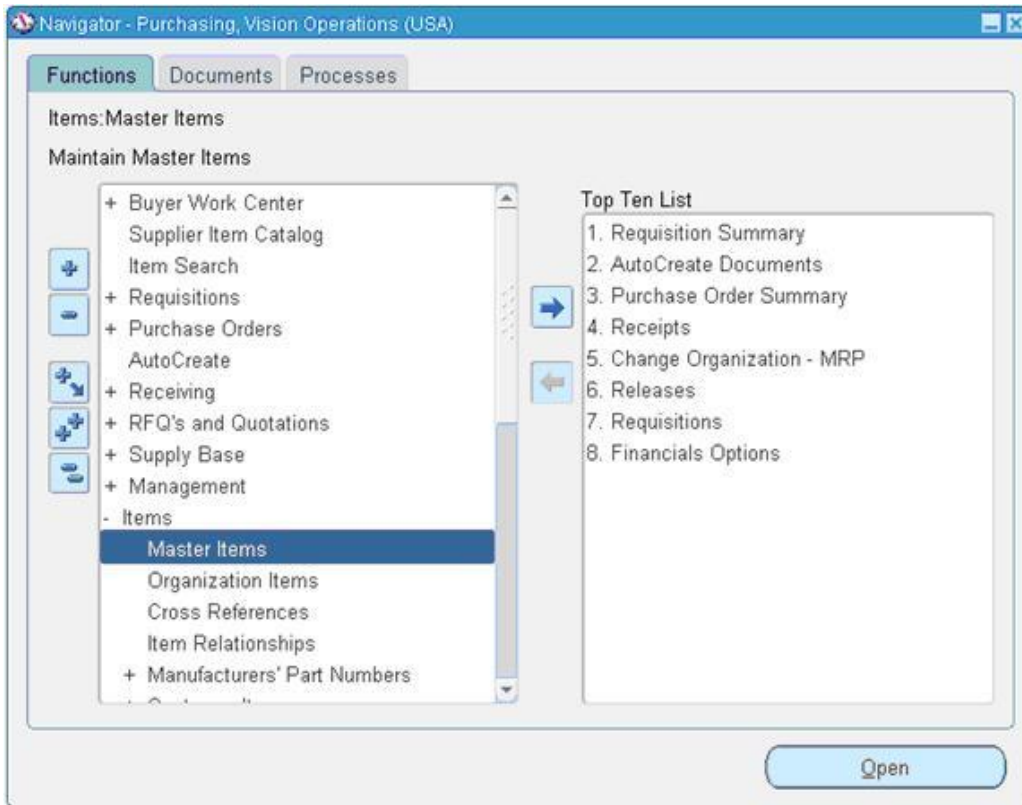 Navigator - Purchasing, Vision Operations (USA)
Functions
Documents
Processes
Items:Master Items
Maintain Master Items
+ Buyer Work Center
Supplier Item Catalog
Item Search
+ Requisitions
+ Purchase Orders
AutoCreate
+ Receiving
+ RFQ's and Quotations
+ Supply Base
+ Management
- Items
Master Items
Organization Items
Cross References
Item Relationships
+ Manufacturers' Part Numbers
Top Ten List
1. Requisition Summary
2. AutoCreate Documents
3. Purchase Order Summary
4. Receipts
5. Change Organization - MRP
6. Releases
7. Requisitions
8. Financials Options
Open